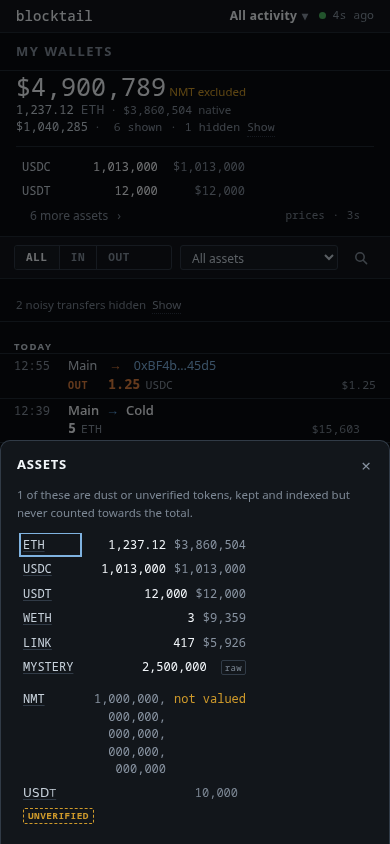 blocktail All activity ▾ ● 4s ago
MY WALLETS
$4,900,789 NMT excluded
1,237.12 ETH · $3,860,504 native
$1,040,285 · 6 shown · 1 hidden Show
USDC 1,013,000 $1,013,000
USDT 12,000 $12,000
6 more assets › prices · 3s
ALL IN OUT All assets
2 noisy transfers hidden Show
TODAY
12:55 Main → 0xBF4b…45d5
OUT 1.25 USDC $1.25
12:39 Main → Cold
5 ETH $15,603
ASSETS ×
1 of these are dust or unverified tokens, kept and indexed but
never counted towards the total.
ETH 1,237.12 $3,860,504
USDC 1,013,000 $1,013,000
USDT 12,000 $12,000
WETH 3 $9,359
LINK 417 $5,926
MYSTERY 2,500,000 raw
NMT 1,000,000, not valued
000,000,
000,000,
000,000,
000,000
USDT 10,000
UNVERIFIED